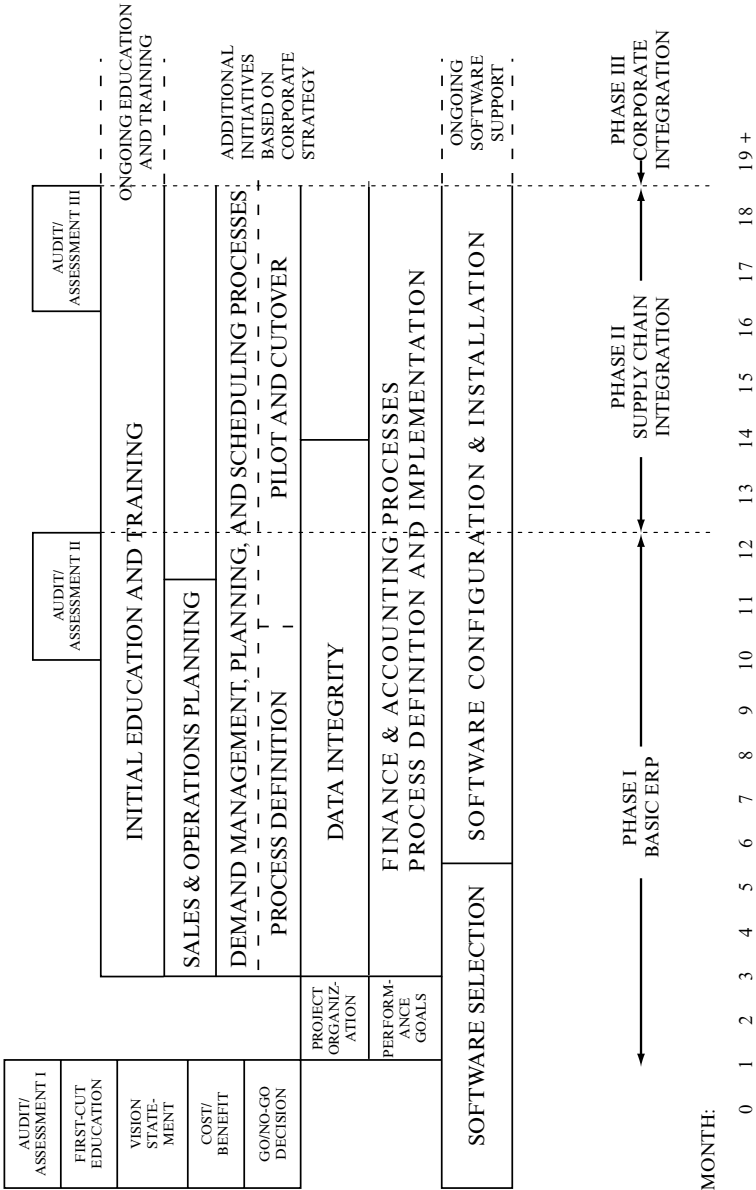 AUDIT/
ASSESSMENT I
FIRST-CUT
EDUCATION
VISION
STATE-
MENT
COST/
BENEFIT
GO/NO-GO
DECISION
PROJECT
ORGANIZ-
ATION
PERFORM-
ANCE
GOALS
SOFTWARE SELECTION
AUDIT/
ASSESSMENT II
AUDIT/
ASSESSMENT III
INITIAL EDUCATION AND TRAINING
ONGOING EDUCATION
AND TRAINING
SALES & OPERATIONS PLANNING
DEMAND MANAGEMENT, PLANNING, AND SCHEDULING PROCESSES
PROCESS DEFINITION
PILOT AND CUTOVER
ADDITIONAL
INITIATIVES
BASED ON
CORPORATE
STRATEGY
DATA INTEGRITY
FINANCE & ACCOUNTING PROCESSES
PROCESS DEFINITION AND IMPLEMENTATION
SOFTWARE CONFIGURATION & INSTALLATION
ONGOING
SOFTWARE
SUPPORT
PHASE I
BASIC ERP
PHASE II
SUPPLY CHAIN
INTEGRATION
PHASE III
CORPORATE
INTEGRATION
MONTH:
0 1 2 3 4 5 6 7 8 9 10 11 12 13 14 15 16 17 18 19 +